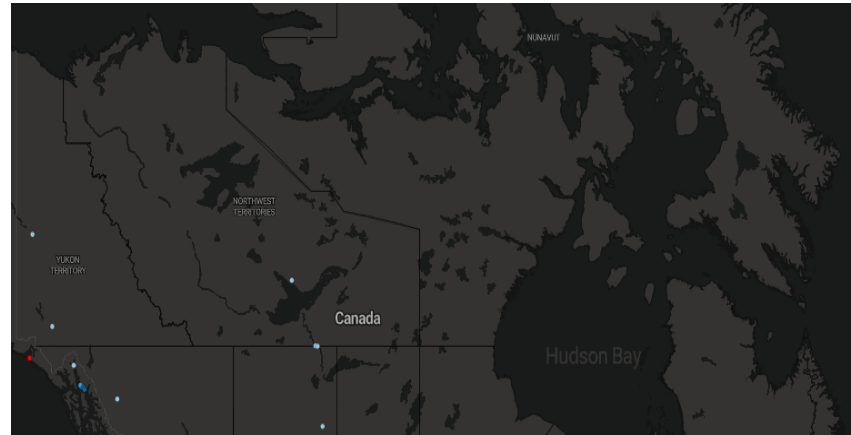 NUNAVUT
NORTHWEST
TERRITORIES
YUKON
TERRITORY
Canada
Hudson Bay